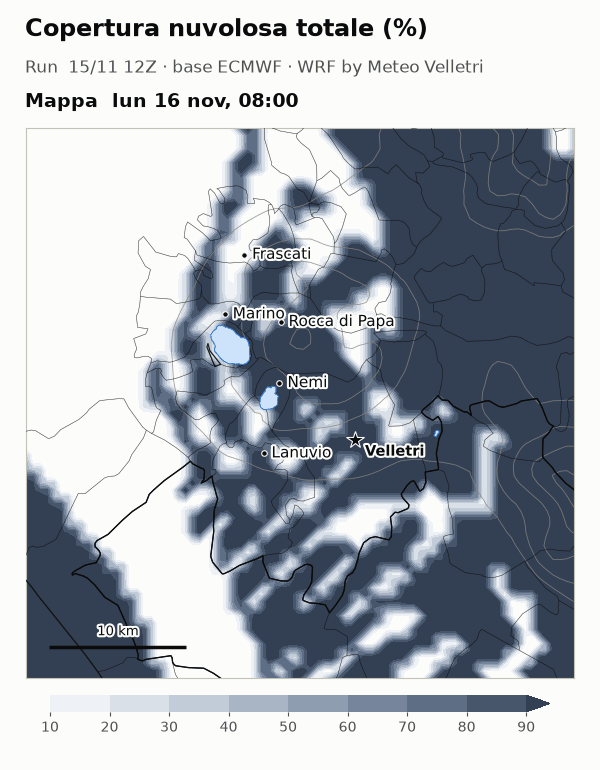 Copertura nuvolosa totale (%)
Run  15/11 12Z · base ECMWF · WRF by Meteo Velletri
Mappa  lun 16 nov, 08:00
Frascati
Marino
Rocca di Papa
Nemi
Velletri
Lanuvio
10 km
10 20 30 40 50 60 70 80 90